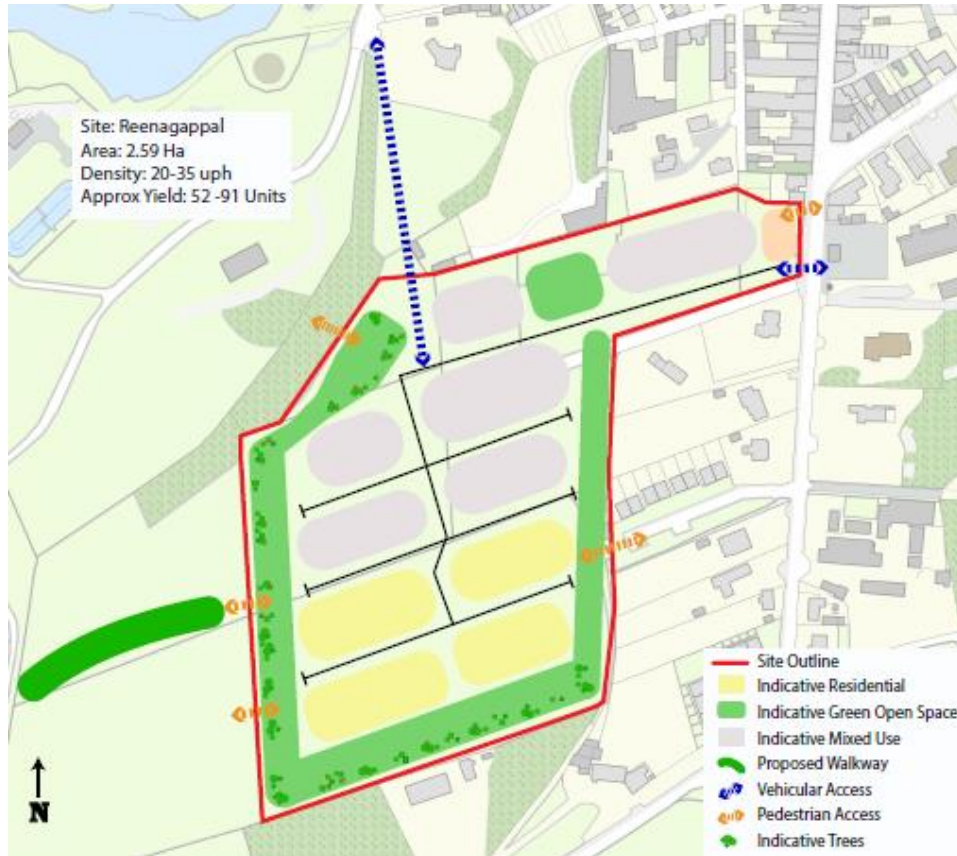 Site: Reenagappal
Area: 2.59 Ha
Density: 20-35 uph
Approx Yield: 52 -91 Units
N
Site Outline
Indicative Residential
Indicative Green Open Space
Indicative Mixed Use
Proposed Walkway
Vehicular Access
Pedestrian Access
Indicative Trees